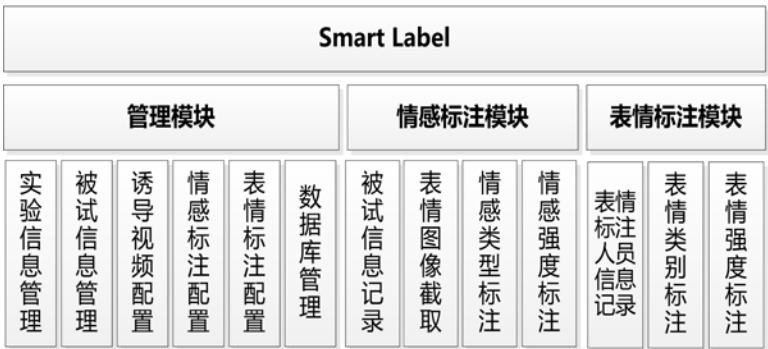 Smart Label
管理模块
情感标注模块
表情标注模块
实验信息管理
被试信息管理
诱导视频配置
情感标注配置
表情标注配置
数据库管理
被试信息记录
表情图像截取
情感类型标注
情感强度标注
表情标注人员信息记录
表情类别标注
表情强度标注